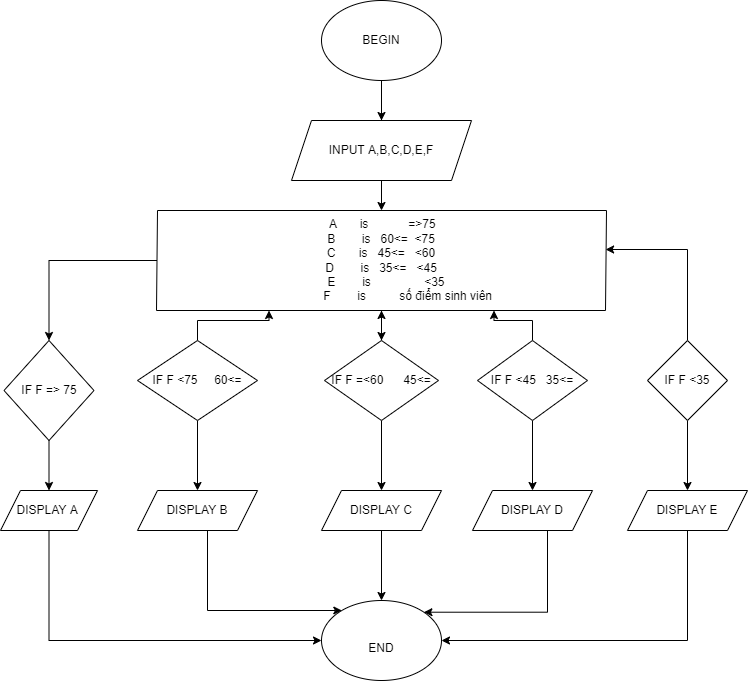 BEGIN
INPUT A,B,C,D,E,F
A is =>75
B is 60<= <75
C is 45<= <60
D is 35<= <45
E is <35
F is số điểm sinh viên
IF F => 75
IF F <75 60<=
IF F =<60 45<=
IF F <45 35<=
IF F <35
DISPLAY A
DISPLAY B
DISPLAY C
DISPLAY D
DISPLAY E
END